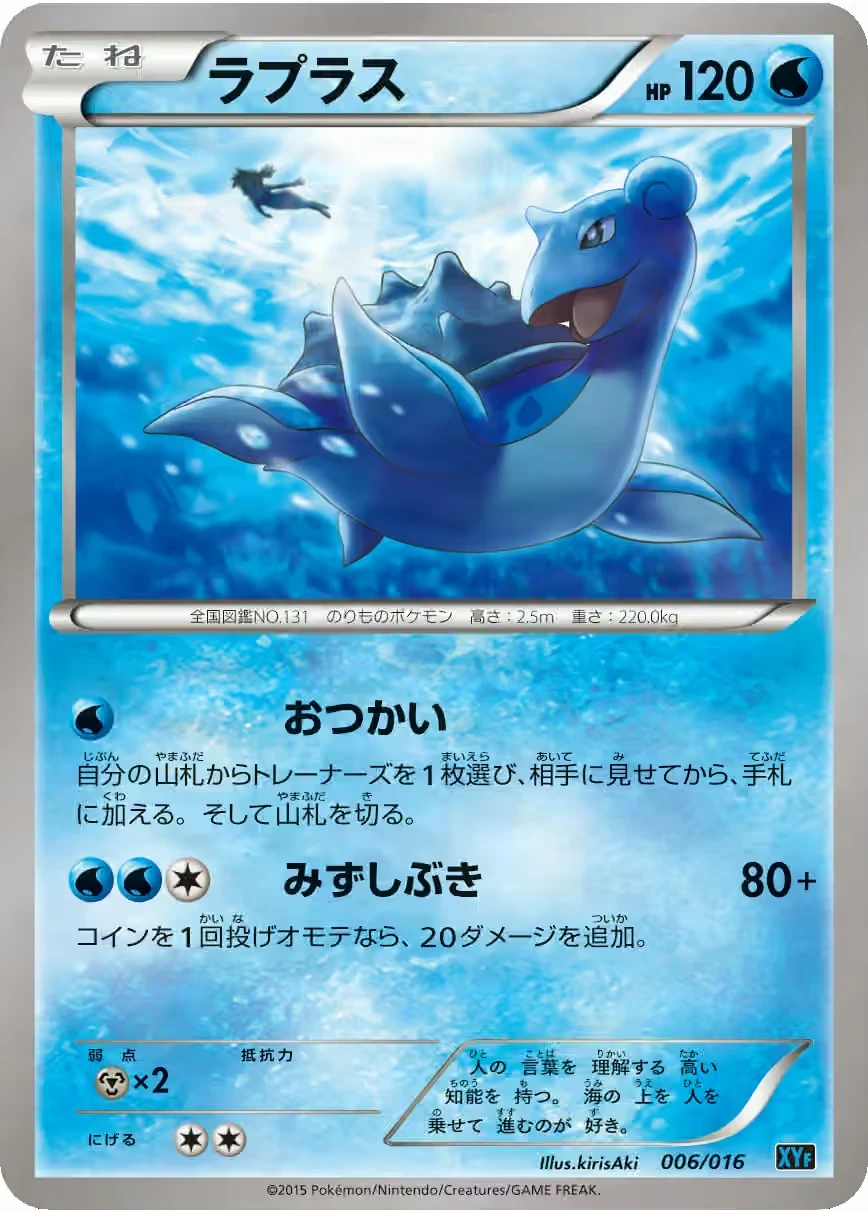 たね ラプラス HP 120
全国図鑑NO.131 のりものポケモン 高さ：2.5m 重さ：220.0kg
おつかい
自分の山札からトレーナーズを1枚選び、相手に見せてから、手札
に加える。そして山札を切る。
みずしぶき 80+
コインを1回投げオモテなら、20ダメージを追加。
弱点 抵抗力
×2
にげる
人の 言葉を 理解する 高い
知能を 持つ。 海の 上を 人を
乗せて 進むのが 好き。
Illus.kirisAki 006/016 XYF
©2015 Pokémon/Nintendo/Creatures/GAME FREAK.